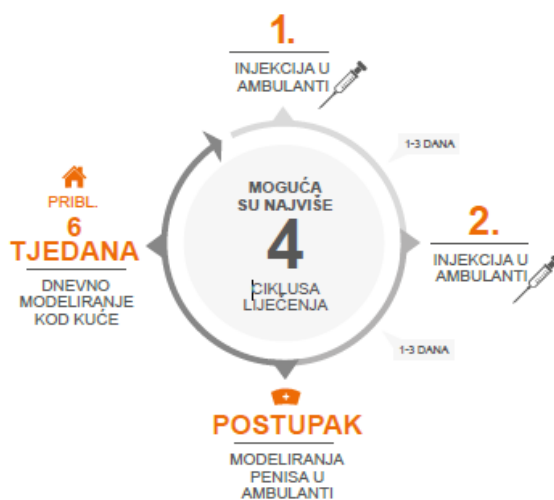 1.
INJEKCIJA U
AMBULANTI
1-3 DANA
2.
INJEKCIJA U
AMBULANTI
1-3 DANA
POSTUPAK
MODELIRANJA
PENISA U
AMBULANTI
PRIBL.
6
TJEDANA
DNEVNO
MODELIRANJE
KOD KUĆE
MOGUĆA
SU NAJVIŠE
4
CIKLUSA
LIJEČENJA